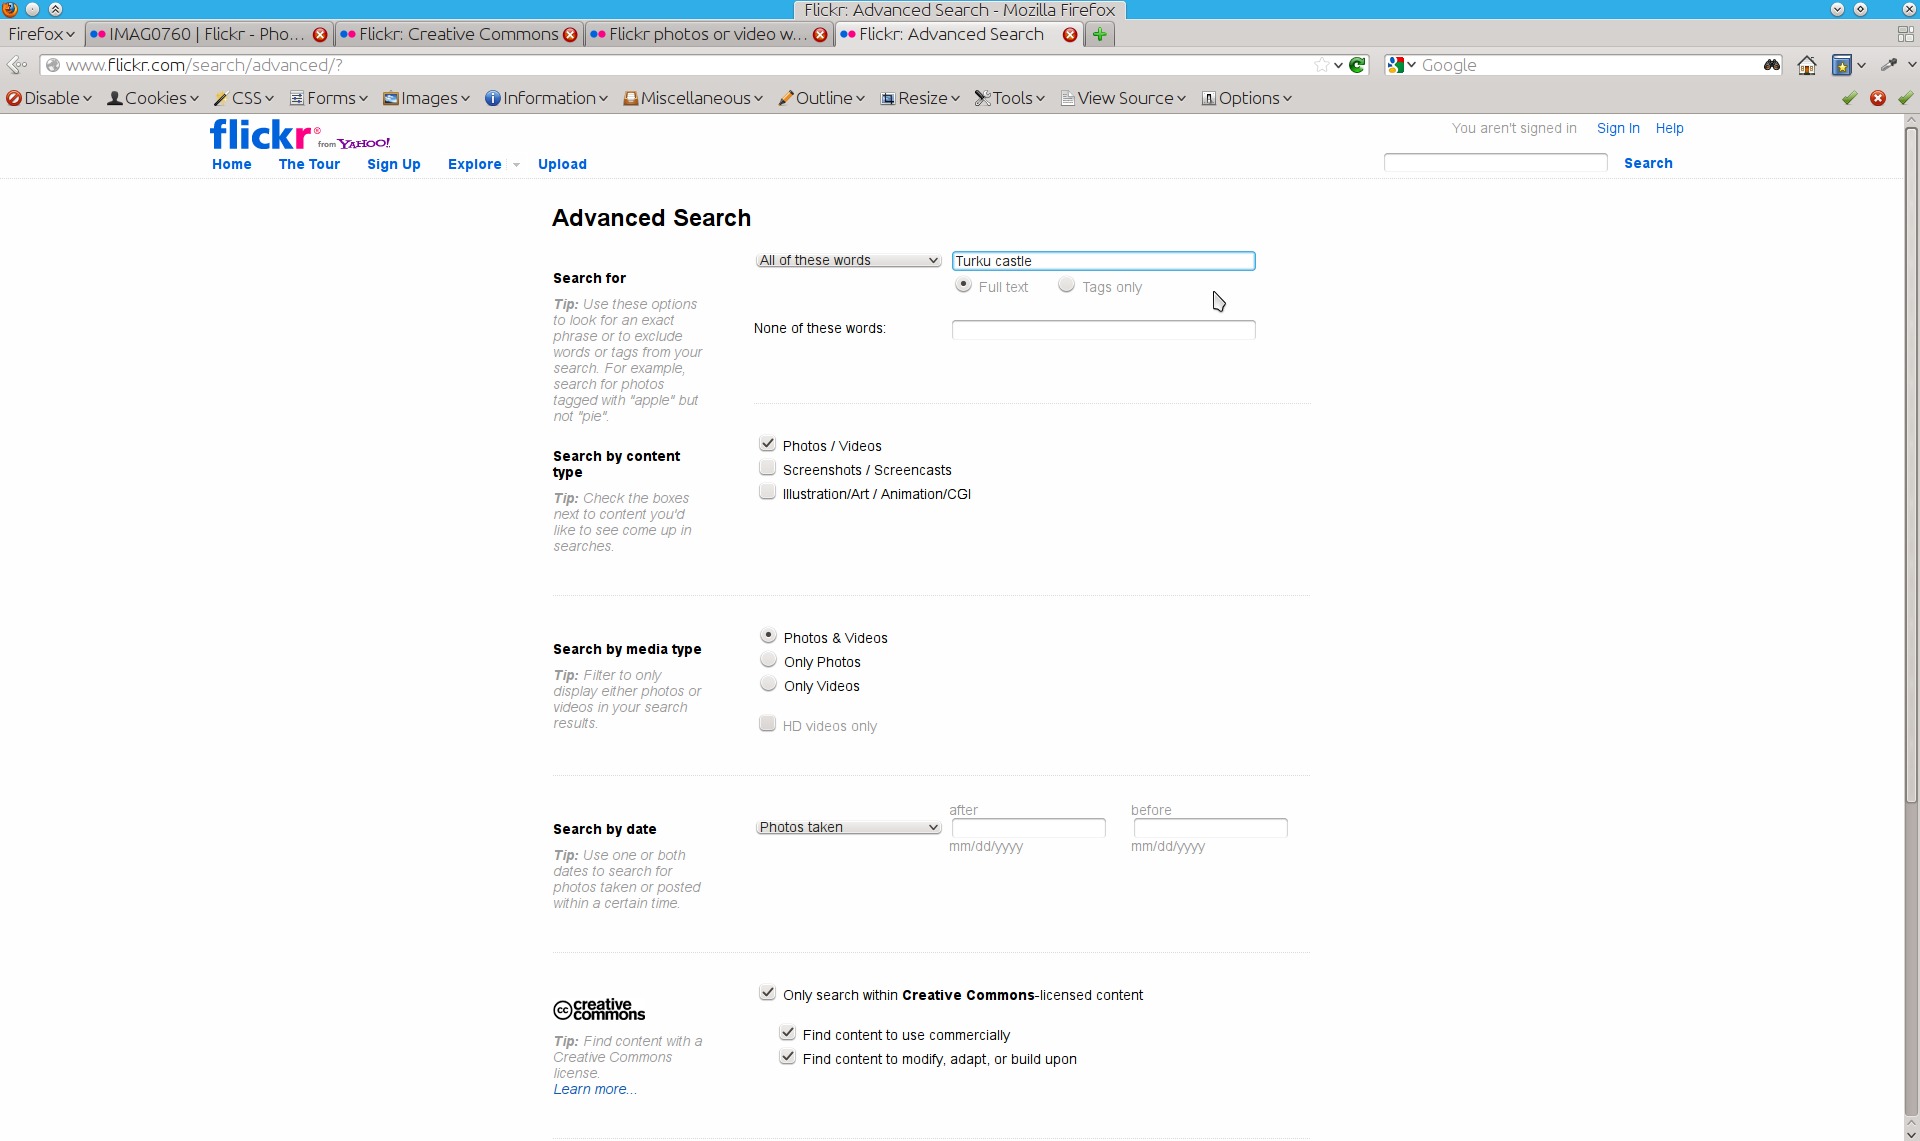 Flickr: Advanced Search - Mozilla Firefox
Firefox IMAG0760 | Flickr - Pho... Flickr: Creative Commons Flickr photos or video w... Flickr: Advanced Search
www.flickr.com/search/advanced/? Google
Disable Cookies CSS Forms Images Information Miscellaneous Outline Resize Tools View Source Options
flickr® from YAHOO!
You aren't signed in Sign In Help
Home The Tour Sign Up Explore Upload Search
Advanced Search
All of these words Turku castle
Search for
Full text Tags only
Tip: Use these options
to look for an exact
phrase or to exclude
words or tags from your
search. For example,
search for photos
tagged with "apple" but
not "pie".
None of these words:
Search by content
type
Tip: Check the boxes
next to content you'd
like to see come up in
searches.
Photos / Videos
Screenshots / Screencasts
Illustration/Art / Animation/CGI
Search by media type
Tip: Filter to only
display either photos or
videos in your search
results.
Photos & Videos
Only Photos
Only Videos
HD videos only
Search by date
Tip: Use one or both
dates to search for
photos taken or posted
within a certain time.
Photos taken
after before
mm/dd/yyyy mm/dd/yyyy
cc creative
commons
Tip: Find content with a
Creative Commons
license.
Learn more...
Only search within Creative Commons-licensed content
Find content to use commercially
Find content to modify, adapt, or build upon